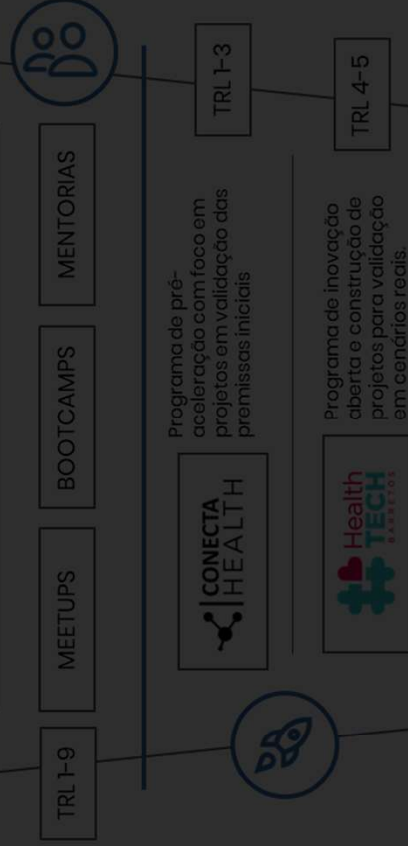 TRL 1-9
MEETUPS
BOOTCAMPS
MENTORIAS
CONECTA
HEALTH
Programa de pré-
aceleração com foco em
projetos em validação das
premissas iniciais
TRL 1-3
Health
TECH
BARRETOS
Programa de inovação
aberta e construção de
projetos para validação
em cenários reais.
TRL 4-5